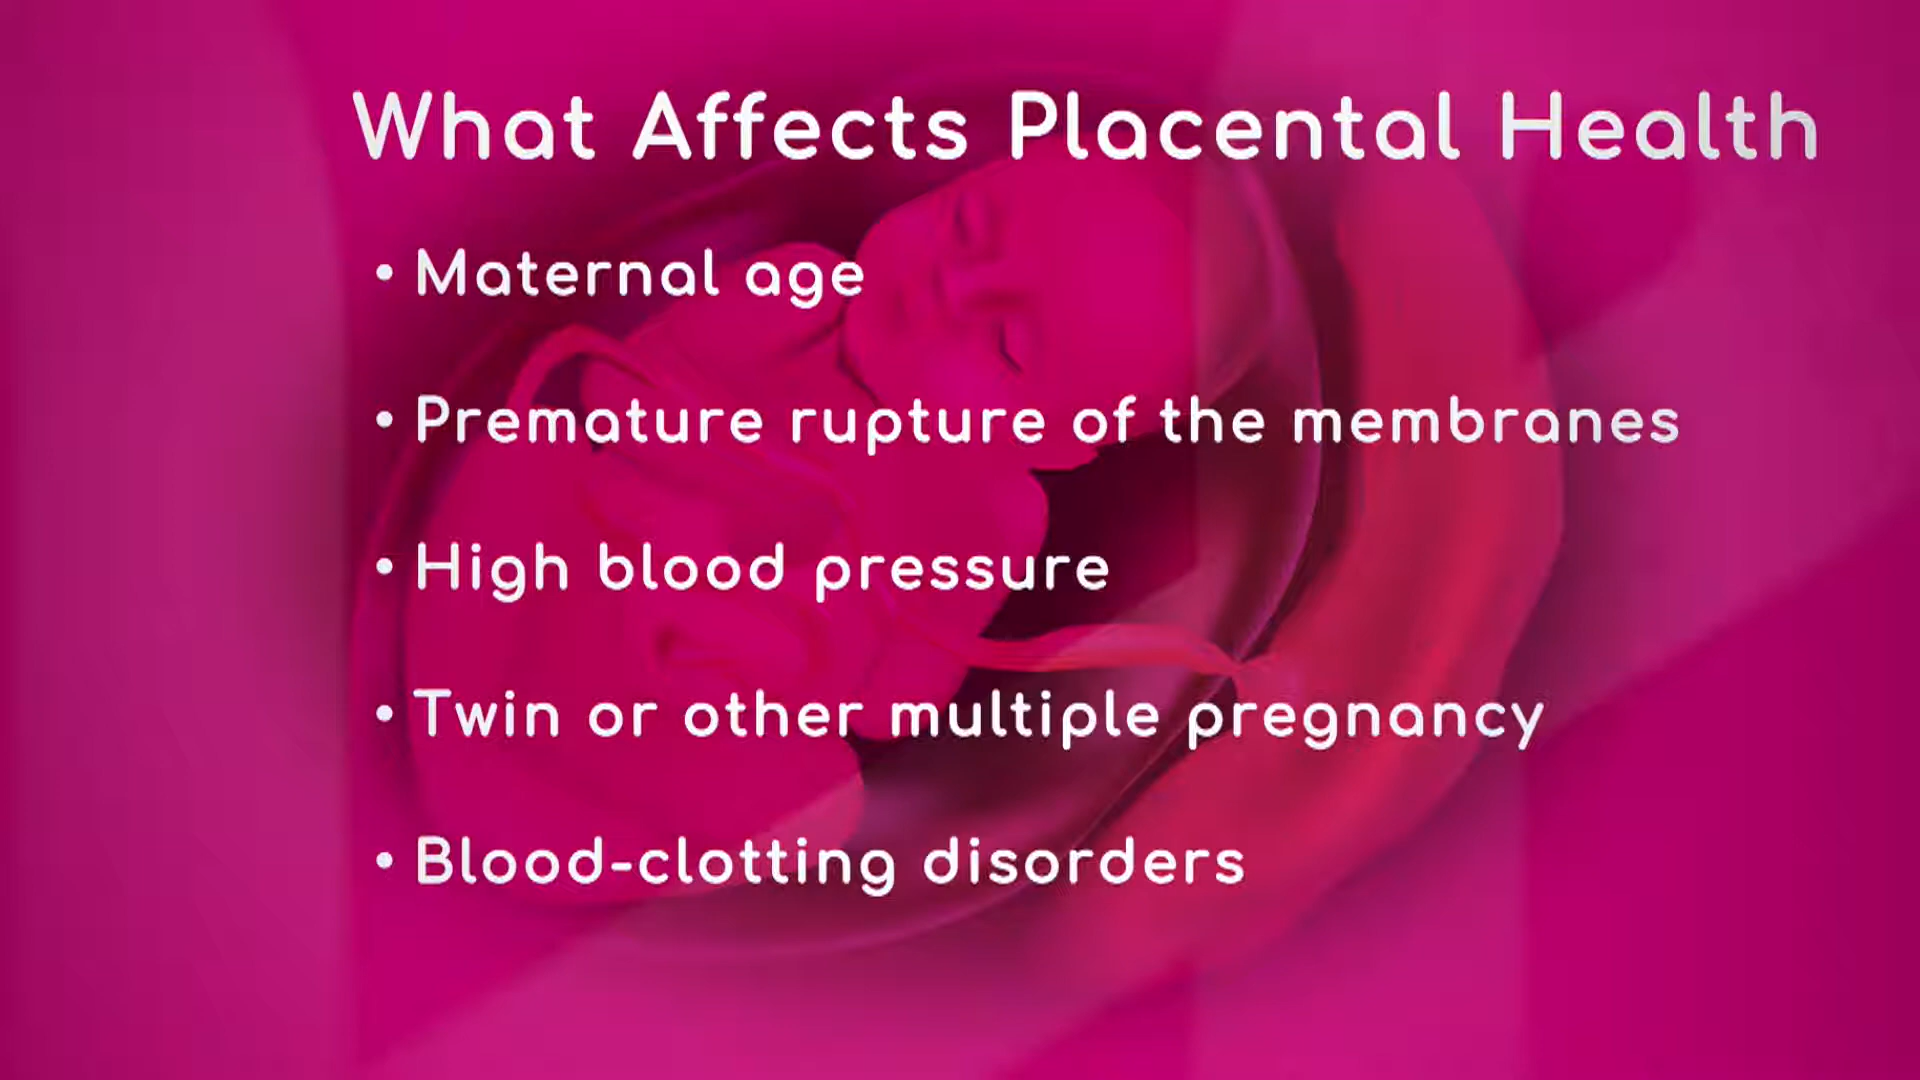 What Affects Placental Health
• Maternal age
• Premature rupture of the membranes
• High blood pressure
• Twin or other multiple pregnancy
• Blood-clotting disorders